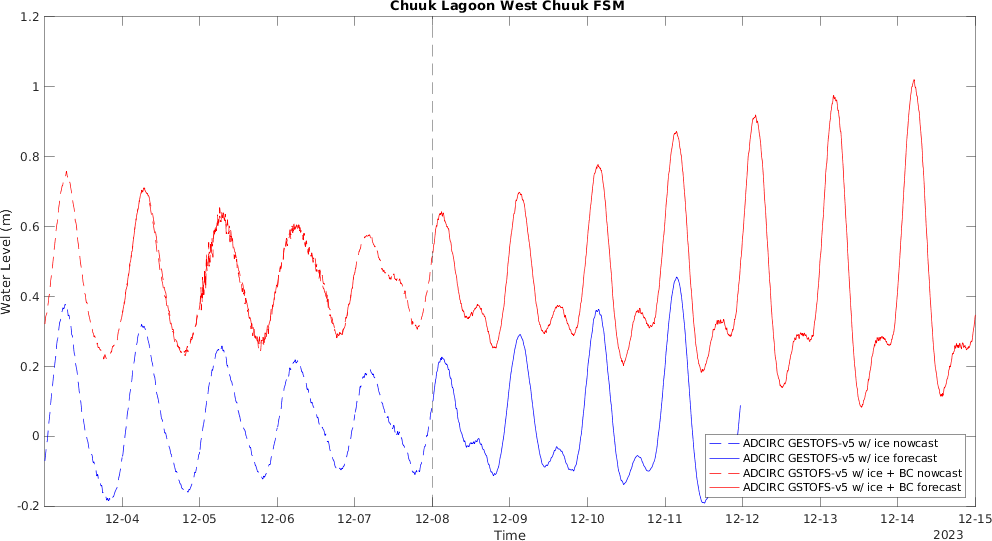 Chuuk Lagoon West Chuuk FSM
1.2
1
0.8
0.6
0.4
0.2
0
-0.2
Water Level (m)
12-04 12-05 12-06 12-07 12-08 12-09 12-10 12-11 12-12 12-13 12-14 12-15
Time
2023
ADCIRC GESTOFS-v5 w/ ice nowcast
ADCIRC GESTOFS-v5 w/ ice forecast
ADCIRC GSTOFS-v5 w/ ice + BC nowcast
ADCIRC GSTOFS-v5 w/ ice + BC forecast